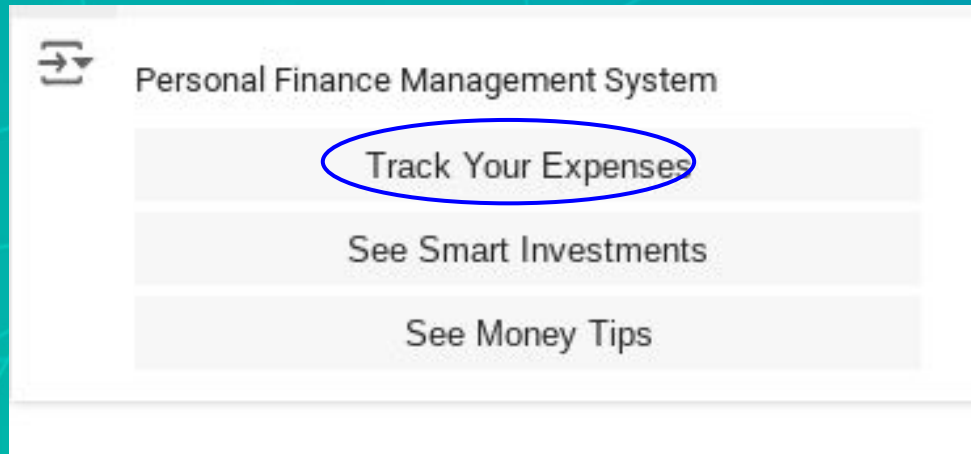 Personal Finance Management System
Track Your Expenses
See Smart Investments
See Money Tips